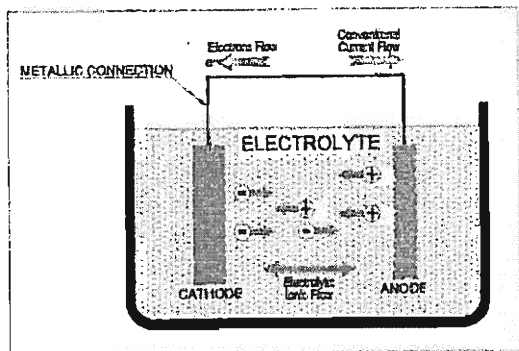 Electrons Flow
e-
Conventional
Current Flow
METALLIC CONNECTION
ELECTROLYTE
Electrolytic
Ionic Flow
CATHODE
ANODE